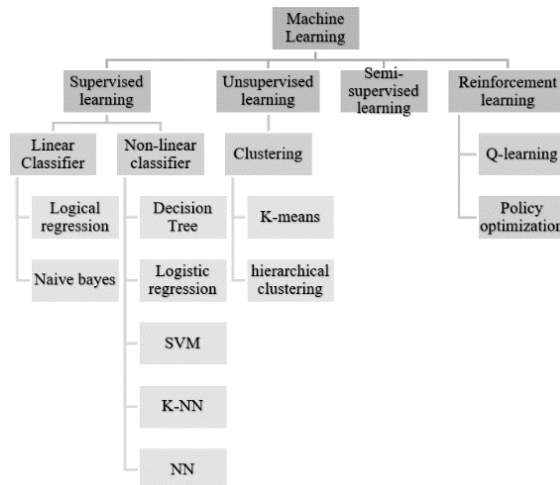 Machine
Learning
Supervised
learning
Unsupervised
learning
Semi-
supervised
learning
Reinforcement
learning
Linear
Classifier
Non-linear
classifier
Clustering
Q-learning
Logical
regression
Decision
Tree
K-means
Policy
optimization
Naive bayes
Logistic
regression
hierarchical
clustering
SVM
K-NN
NN